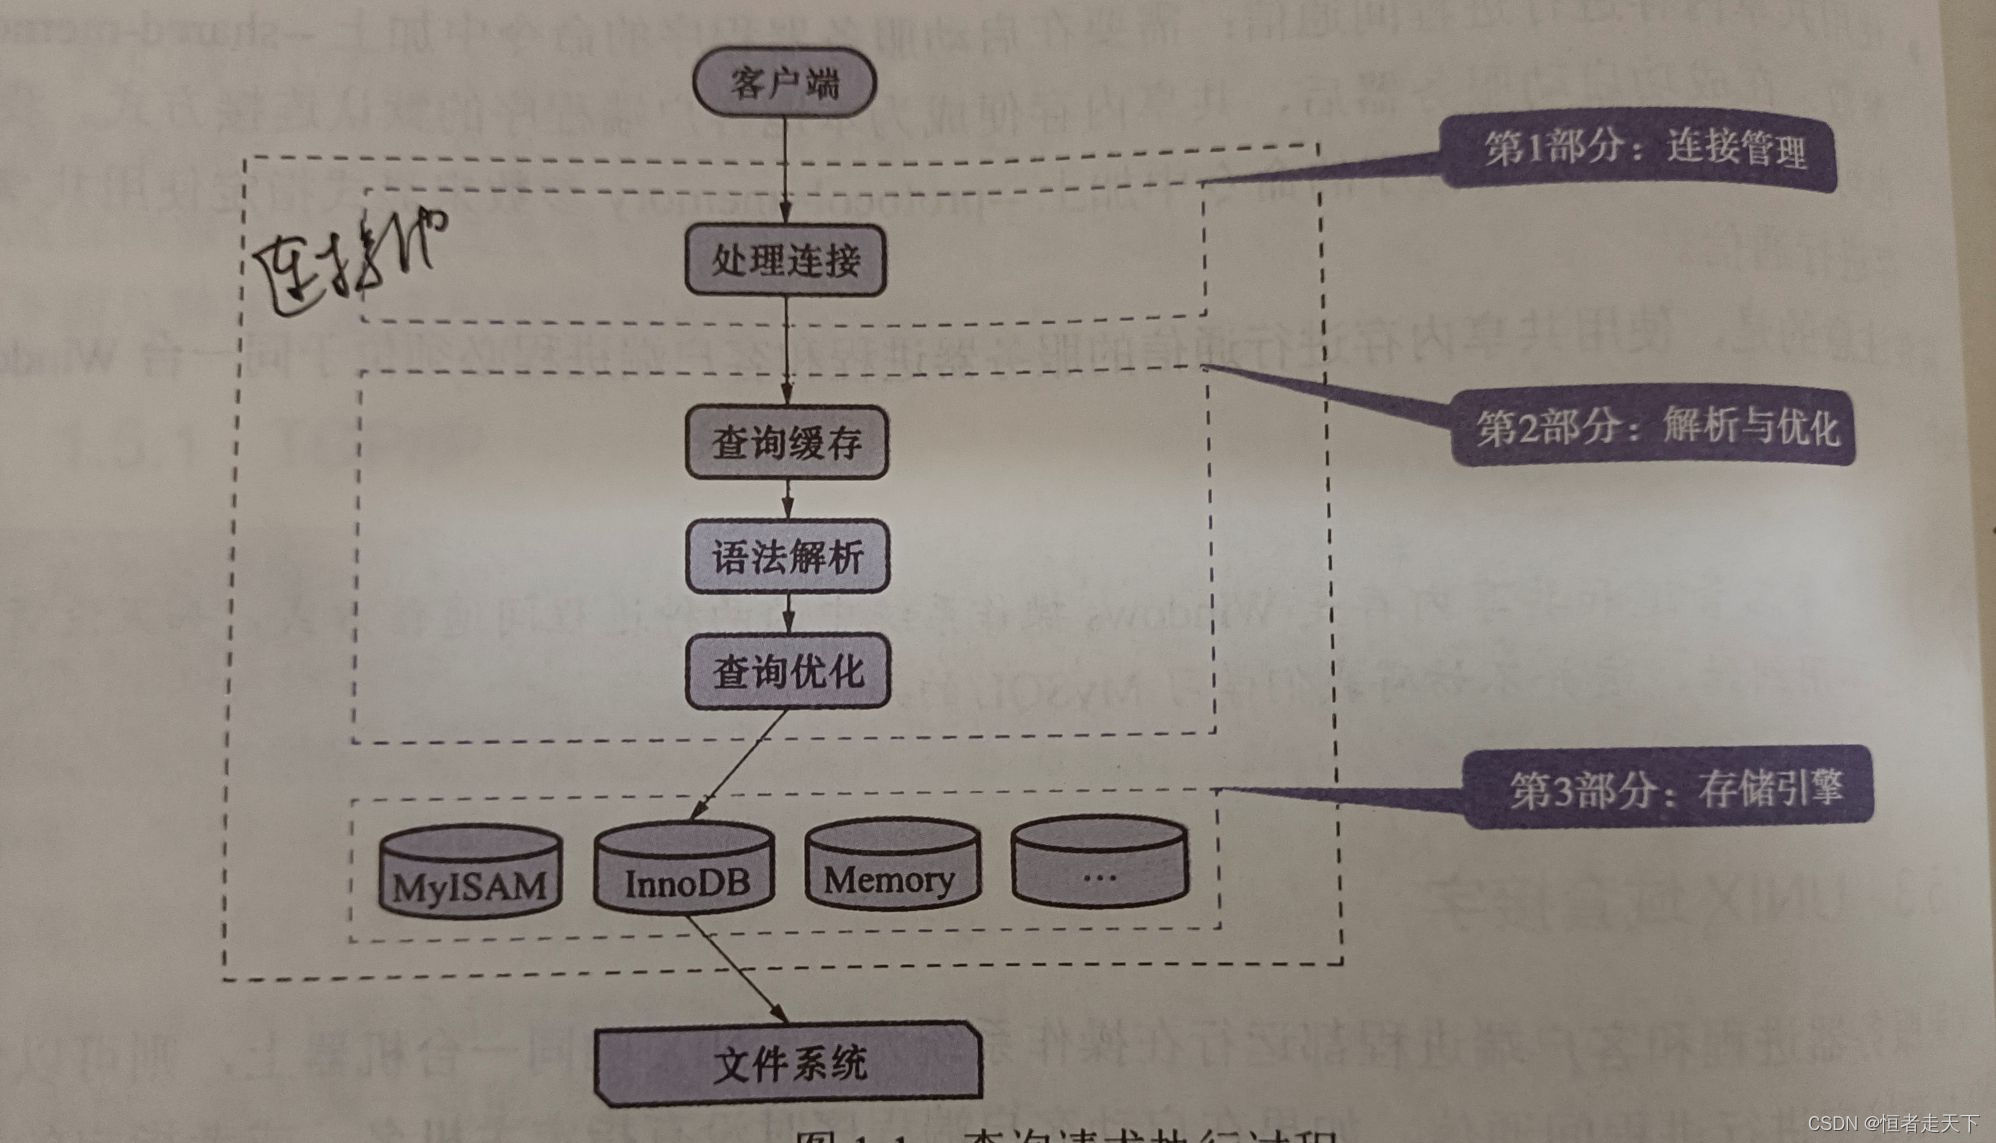 客户端
第1部分：连接管理
连接池
处理连接
第2部分：解析与优化
查询缓存
语法解析
查询优化
第3部分：存储引擎
MyISAM
InnoDB
Memory
…
文件系统
查询请求执行过程
CSDN @恒者走天下